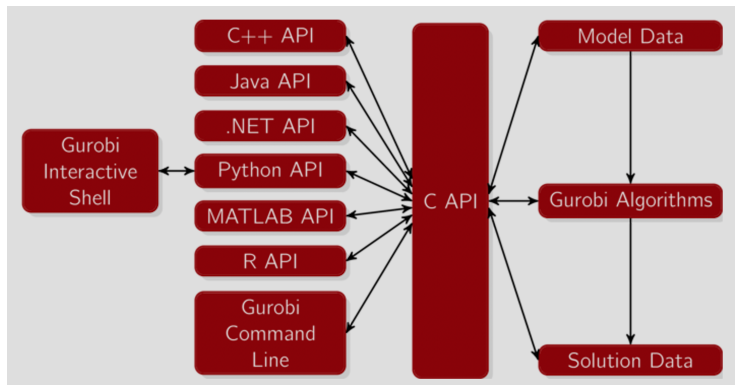 C++ API
Java API
.NET API
Gurobi
Interactive
Shell
Python API
MATLAB API
R API
Gurobi
Command
Line
C API
Model Data
Gurobi Algorithms
Solution Data